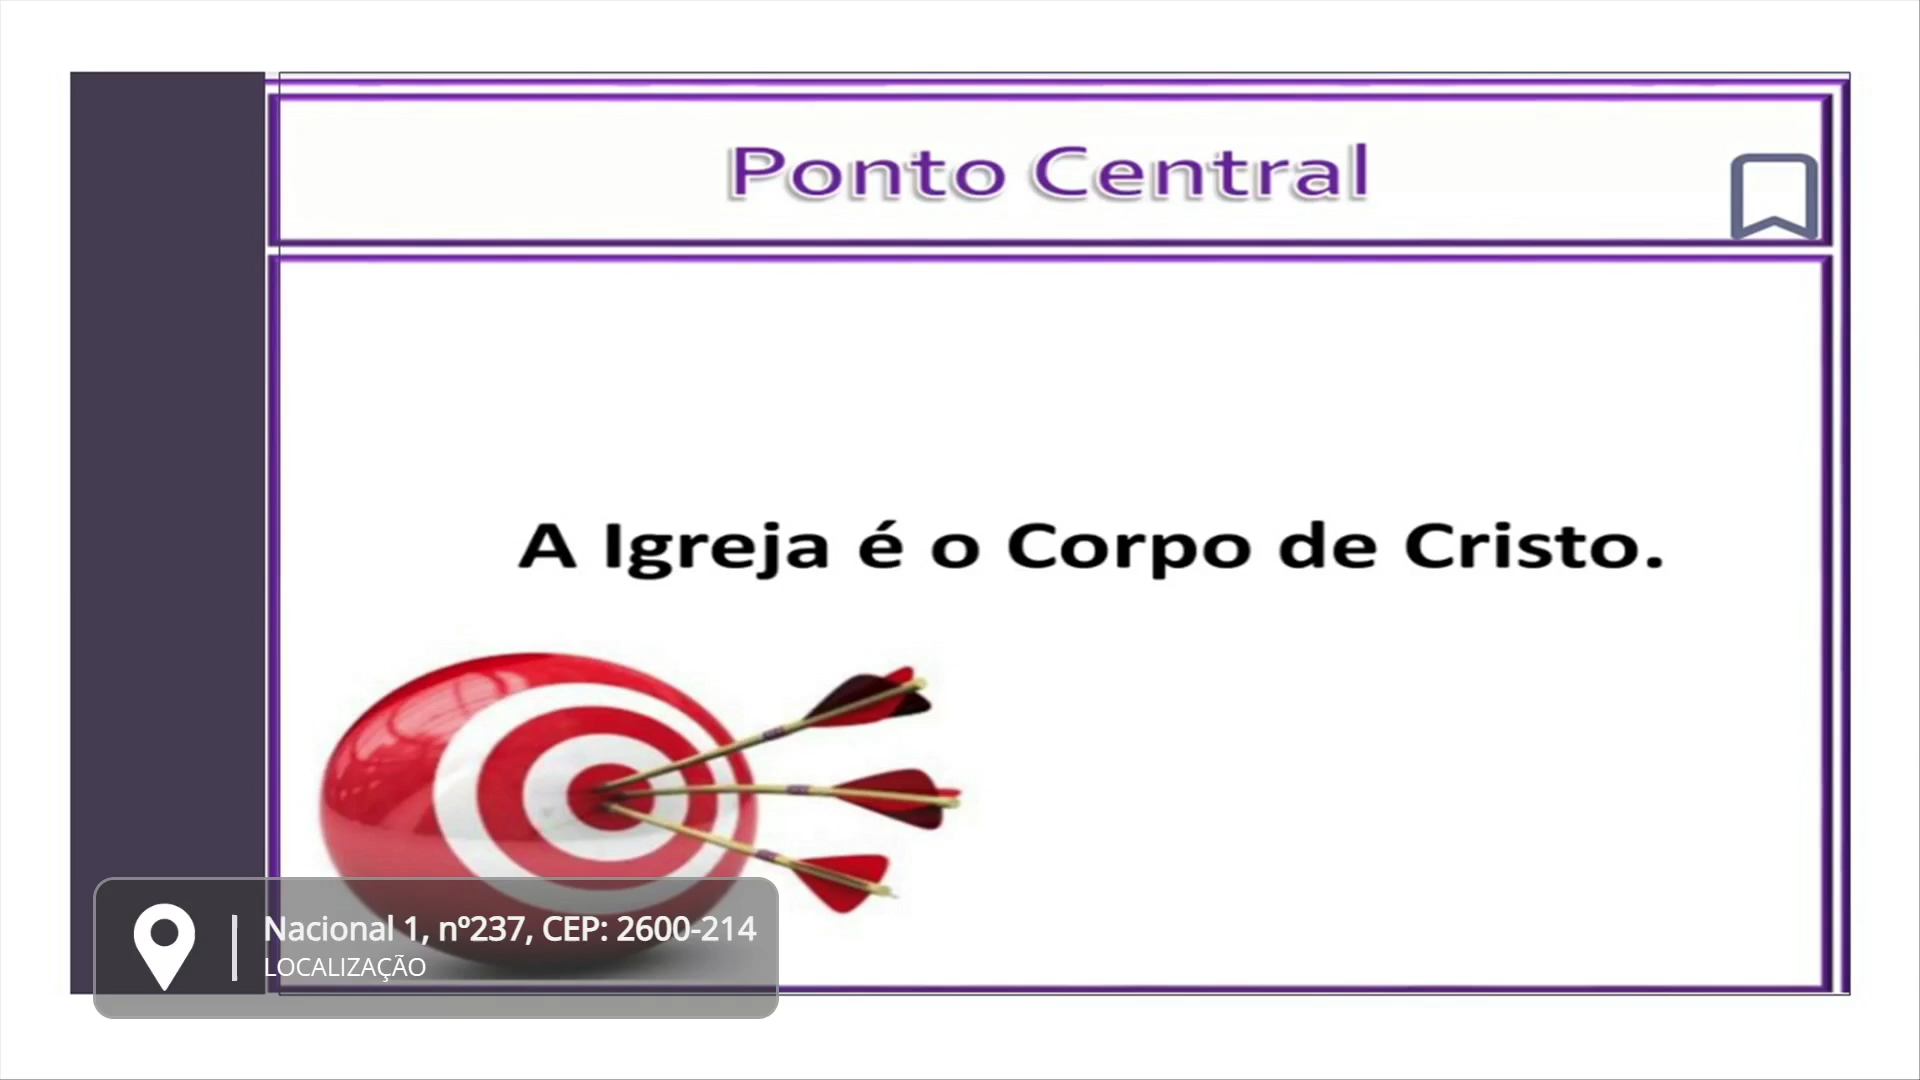 Ponto Central
A Igreja é o Corpo de Cristo.
Nacional 1, nº237, CEP: 2600-214
LOCALIZAÇÃO